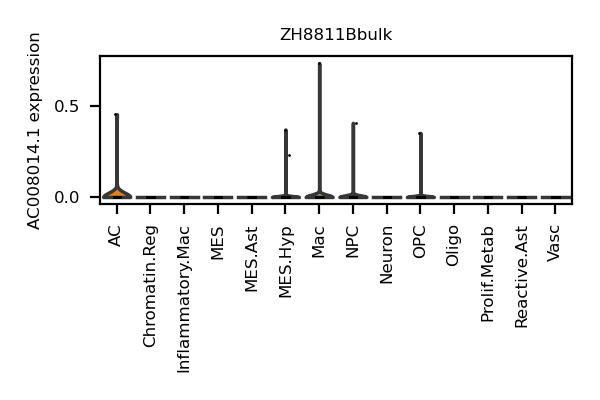 ZH8811Bbulk
AC008014.1 expression
0.5
0.0
AC
Chromatin.Reg
Inflammatory.Mac
MES
MES.Ast
MES.Hyp
Mac
NPC
Neuron
OPC
Oligo
Prolif.Metab
Reactive.Ast
Vasc